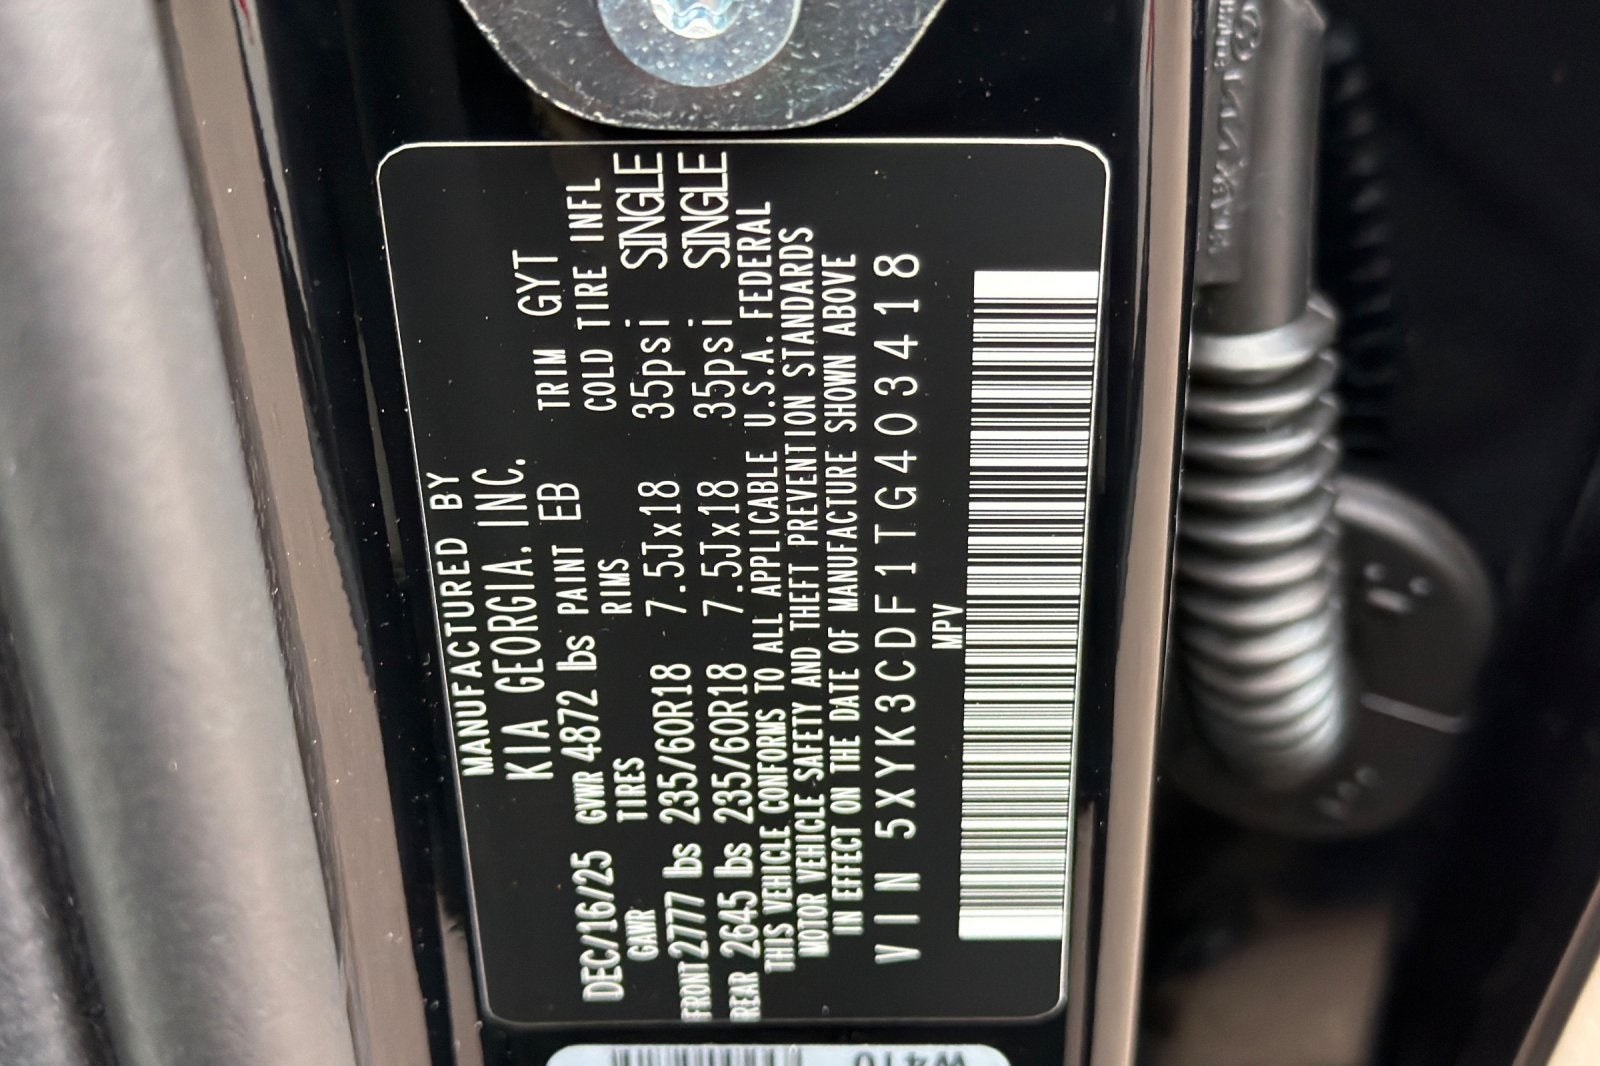 MANUFACTURED BY
KIA GEORGIA, INC.
DEC/16/25 GVWR 4872 lbs PAINT EB TRIM GYT
GAWR TIRES RIMS COLD TIRE INFL
FRONT 2777 lbs 235/60R18 7.5Jx18 35psi SINGLE
REAR 2645 lbs 235/60R18 7.5Jx18 35psi SINGLE
THIS VEHICLE CONFORMS TO ALL APPLICABLE U.S.A. FEDERAL
MOTOR VEHICLE SAFETY AND THEFT PREVENTION STANDARDS
IN EFFECT ON THE DATE OF MANUFACTURE SHOWN ABOVE
VIN 5XYK3CDF1TG403418
MPV